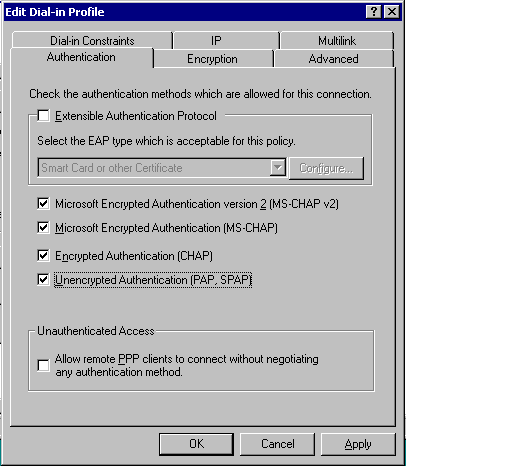 Edit Dial-in Profile
Dial-in Constraints IP Multilink
Authentication Encryption Advanced
Check the authentication methods which are allowed for this connection.
Extensible Authentication Protocol
Select the EAP type which is acceptable for this policy.
Smart Card or other Certificate Configure...
Microsoft Encrypted Authentication version 2 (MS-CHAP v2)
Microsoft Encrypted Authentication (MS-CHAP)
Encrypted Authentication (CHAP)
Unencrypted Authentication (PAP, SPAP)
Unauthenticated Access
Allow remote PPP clients to connect without negotiating
any authentication method.
OK Cancel Apply